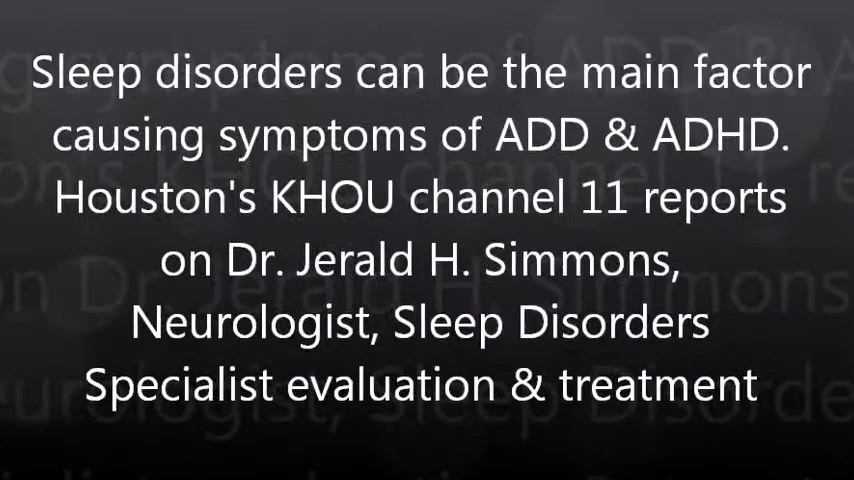 Sleep disorders can be the main factor
causing symptoms of ADD & ADHD.
Houston's KHOU channel 11 reports
on Dr. Jerald H. Simmons,
Neurologist, Sleep Disorders
Specialist evaluation & treatment